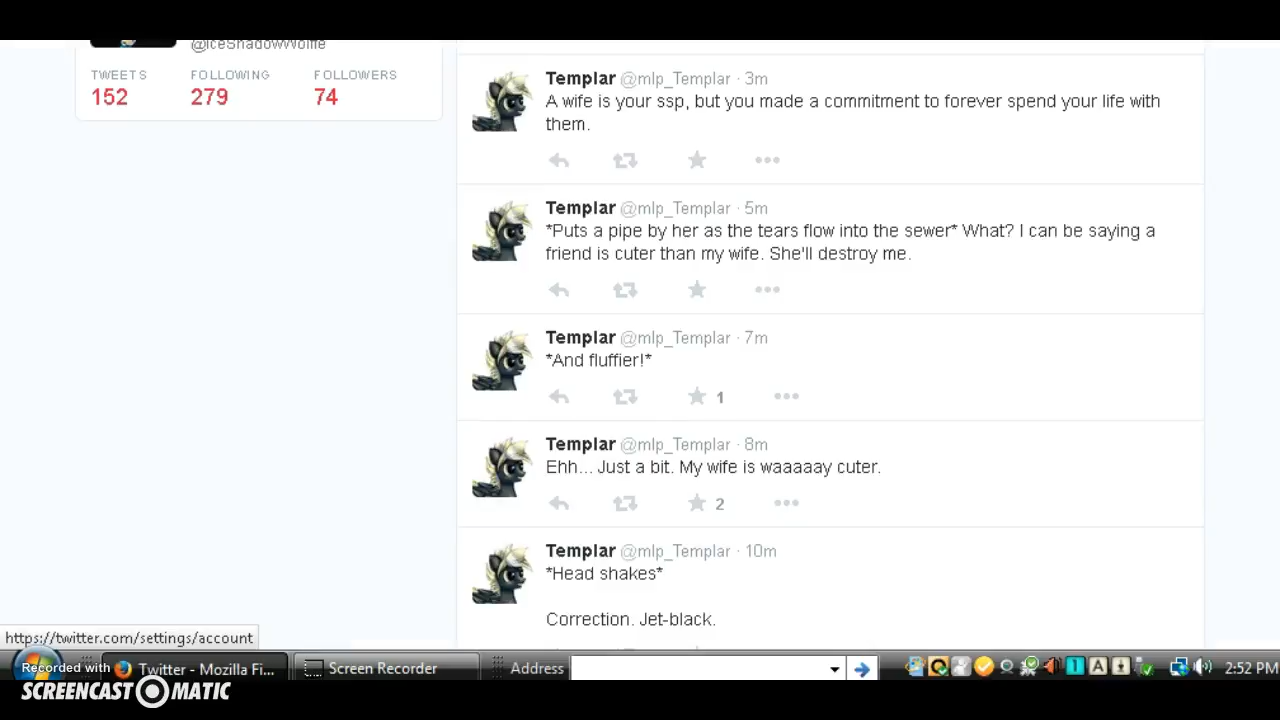 @IceShadowWolfe
TWEETS FOLLOWING FOLLOWERS
152 279 74
Templar @mlp_Templar · 3m
A wife is your ssp, but you made a commitment to forever spend your life with
them.
Templar @mlp_Templar · 5m
*Puts a pipe by her as the tears flow into the sewer* What? I can be saying a
friend is cuter than my wife. She'll destroy me.
Templar @mlp_Templar · 7m
*And fluffier!*
1
Templar @mlp_Templar · 8m
Ehh... Just a bit. My wife is waaaaay cuter.
2
Templar @mlp_Templar · 10m
*Head shakes*
Correction. Jet-black.
https://twitter.com/settings/account
Recorded with Twitter - Mozilla Fi... Screen Recorder Address 1 A 2:52 PM
SCREENCAST MATIC